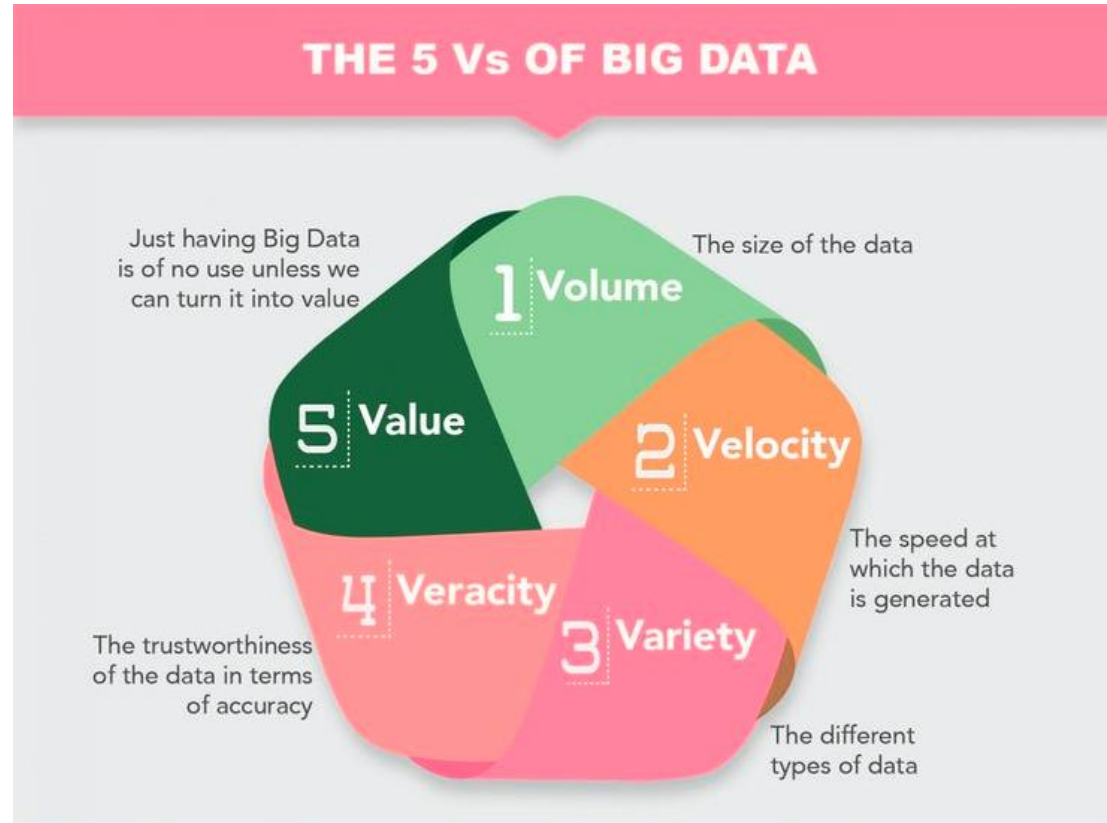 THE 5 Vs OF BIG DATA
1 Volume
The size of the data
2 Velocity
The speed at
which the data
is generated
3 Variety
The different
types of data
4 Veracity
The trustworthiness
of the data in terms
of accuracy
5 Value
Just having Big Data
is of no use unless we
can turn it into value